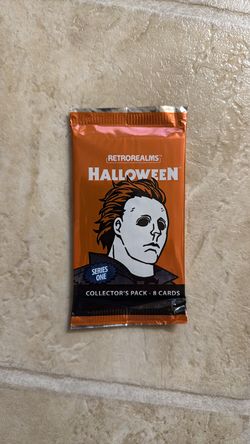 RETROREALMS
HALLOWEEN
SERIES
ONE
COLLECTOR'S PACK - 8 CARDS